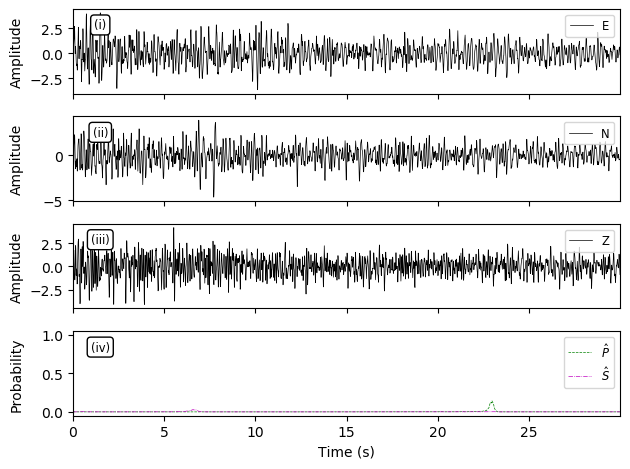 (i)
E
2.5
0.0
−2.5
Amplitude
(ii)
N
0
−5
Amplitude
(iii)
Z
2.5
0.0
−2.5
Amplitude
(iv)
P̂
Ŝ
1.0
0.5
0.0
Probability
0 5 10 15 20 25
Time (s)